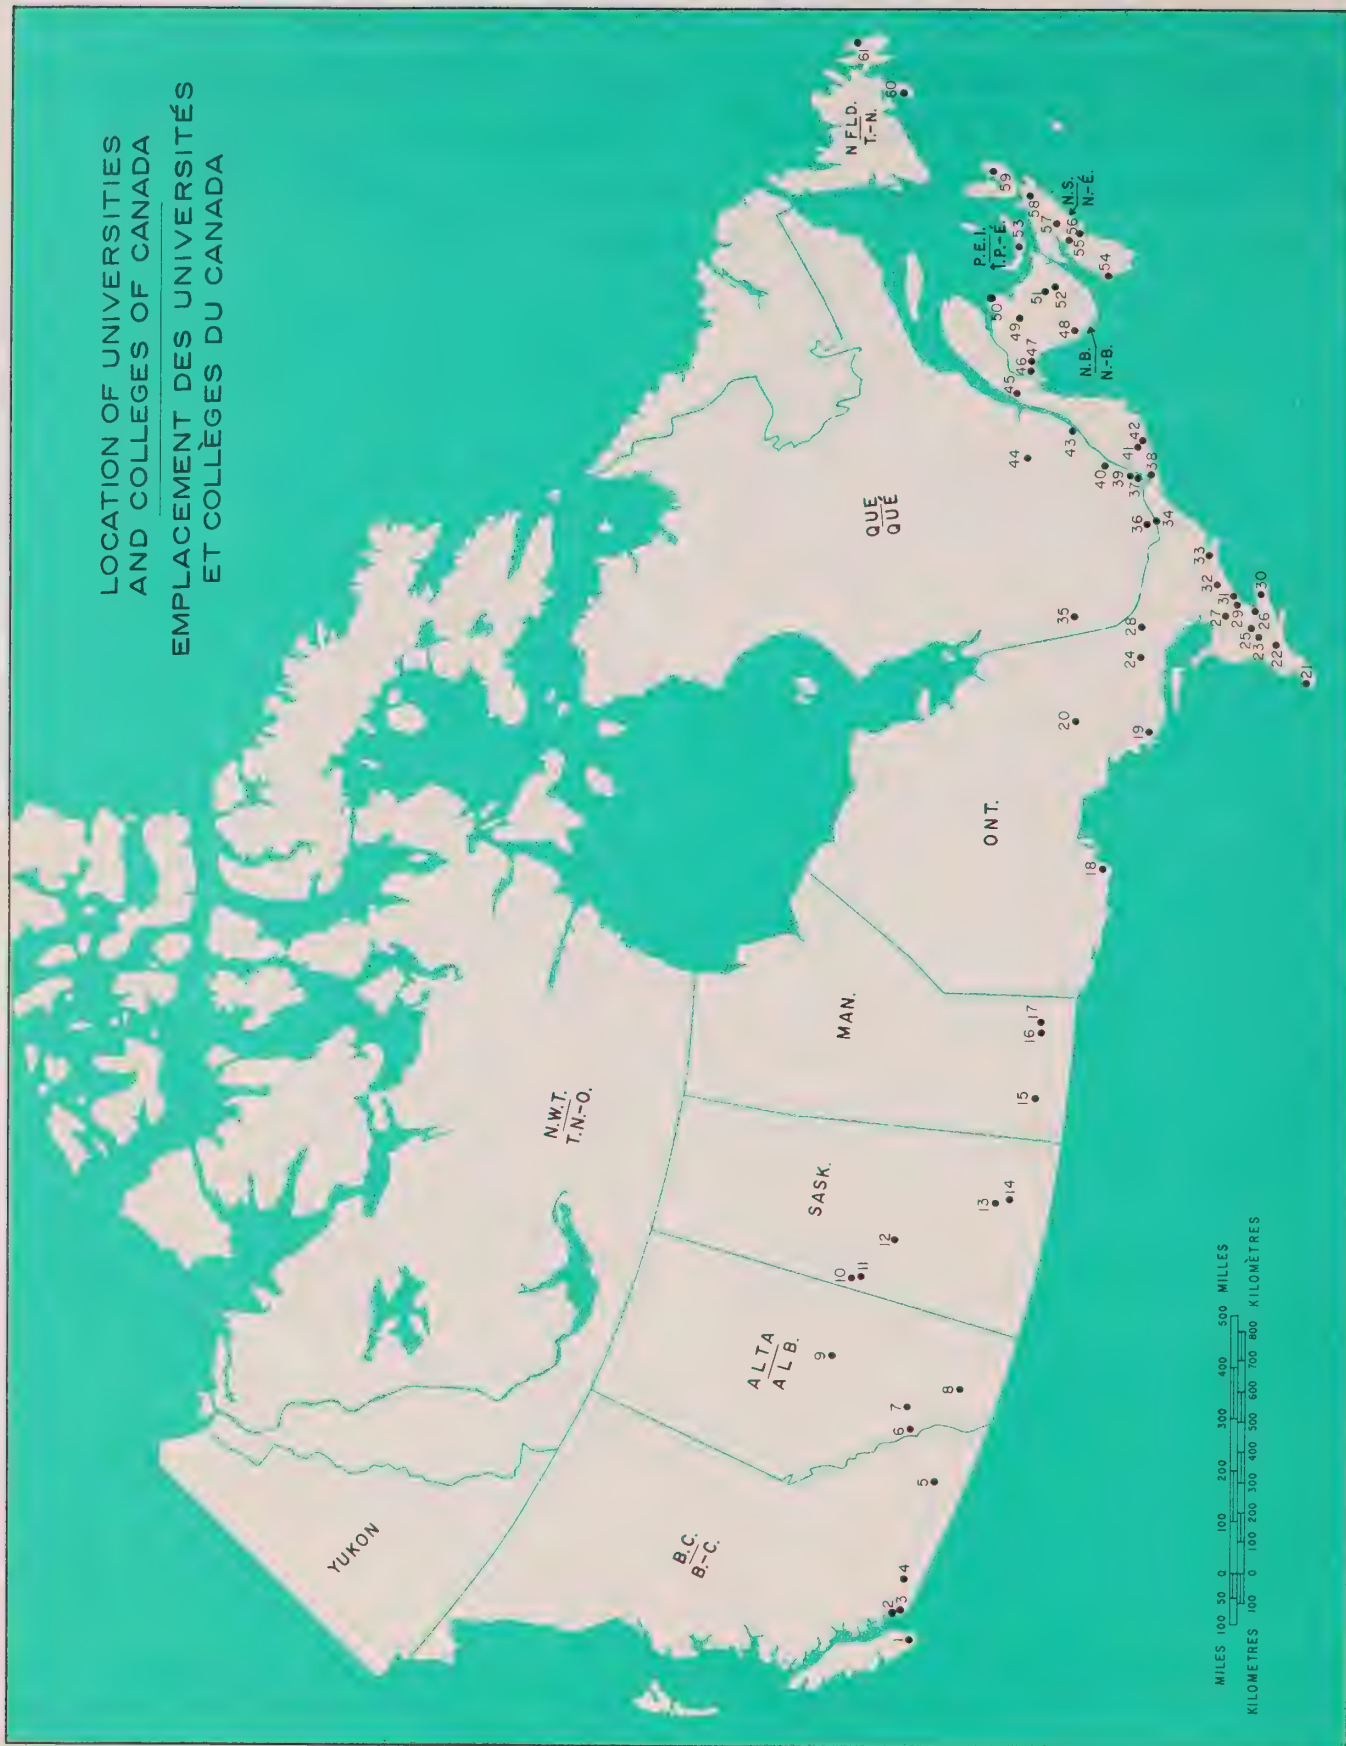 LOCATION OF UNIVERSITIES
AND COLLEGES OF CANADA
EMPLACEMENT DES UNIVERSITÉS
ET COLLÈGES DU CANADA
YUKON
N.W.T.
T.N.-O.
B.C.
B.-C.
ALTA
ALB.
SASK.
MAN.
ONT.
QUÉ
QUÉ
NFLD.
T.-N.
P.E.I.
Î.P.-É.
N.S.
N.-É.
N.B.
N.-B.
1
2
3
4
5
6
7
8
9
10
11
12
13
14
15
16
17
18
19
20
21
22
23
24
25
26
27
28
29
30
31
32
33
34
35
36
37
38
39
40
41
42
43
44
45
46
47
48
49
50
51
52
53
54
55
56
57
58
59
60
61
MILES 100 50 0 100 200 300 400 500 MILLES
KILOMETRES 100 0 100 200 300 400 500 600 700 800 KILOMÈTRES